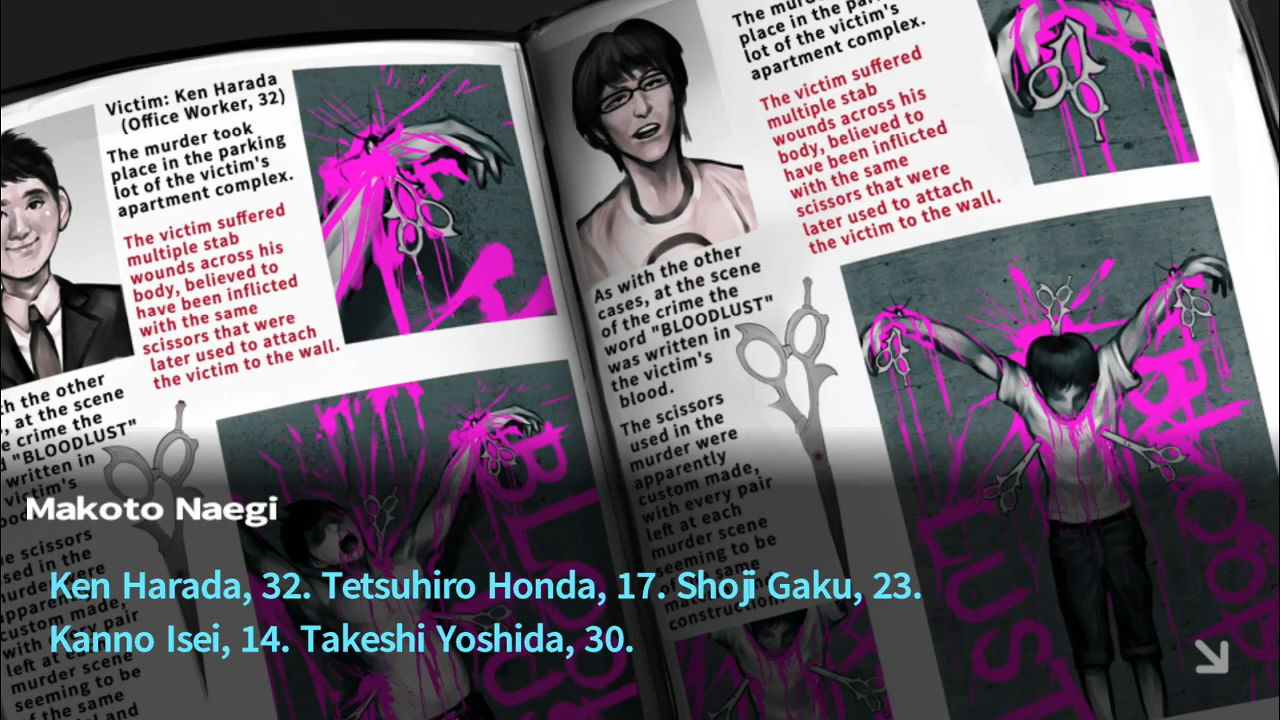 Victim: Ken Harada
(Office Worker, 32)
The murder took
place in the parking
lot of the victim's
apartment complex.
The victim suffered
multiple stab
wounds across his
body, believed to
have been inflicted
with the same
scissors that were
later used to attach
the victim to the wall.
the other
, at the scene
crime the
"BLOODLUST"
written in
victim's
scissors
used in the
murder were
apparently
custom made,
with every pair
left at each
murder scene
seeming to be
of the same
and
BLOOD
The murder
place in the
lot of the victim's
apartment complex.
The victim suffered
multiple stab
wounds across his
body, believed to
have been inflicted
with the same
scissors that were
later used to attach
the victim to the wall.
As with the other
cases, at the scene
of the crime the
word "BLOODLUST"
was written in
the victim's
blood.
The scissors
used in the
murder were
apparently
custom made,
with every pair
left at each
murder scene
seeming to be
same
construction.
BLOOD
LUST
Makoto Naegi
Ken Harada, 32. Tetsuhiro Honda, 17. Shoji Gaku, 23.
Kanno Isei, 14. Takeshi Yoshida, 30.